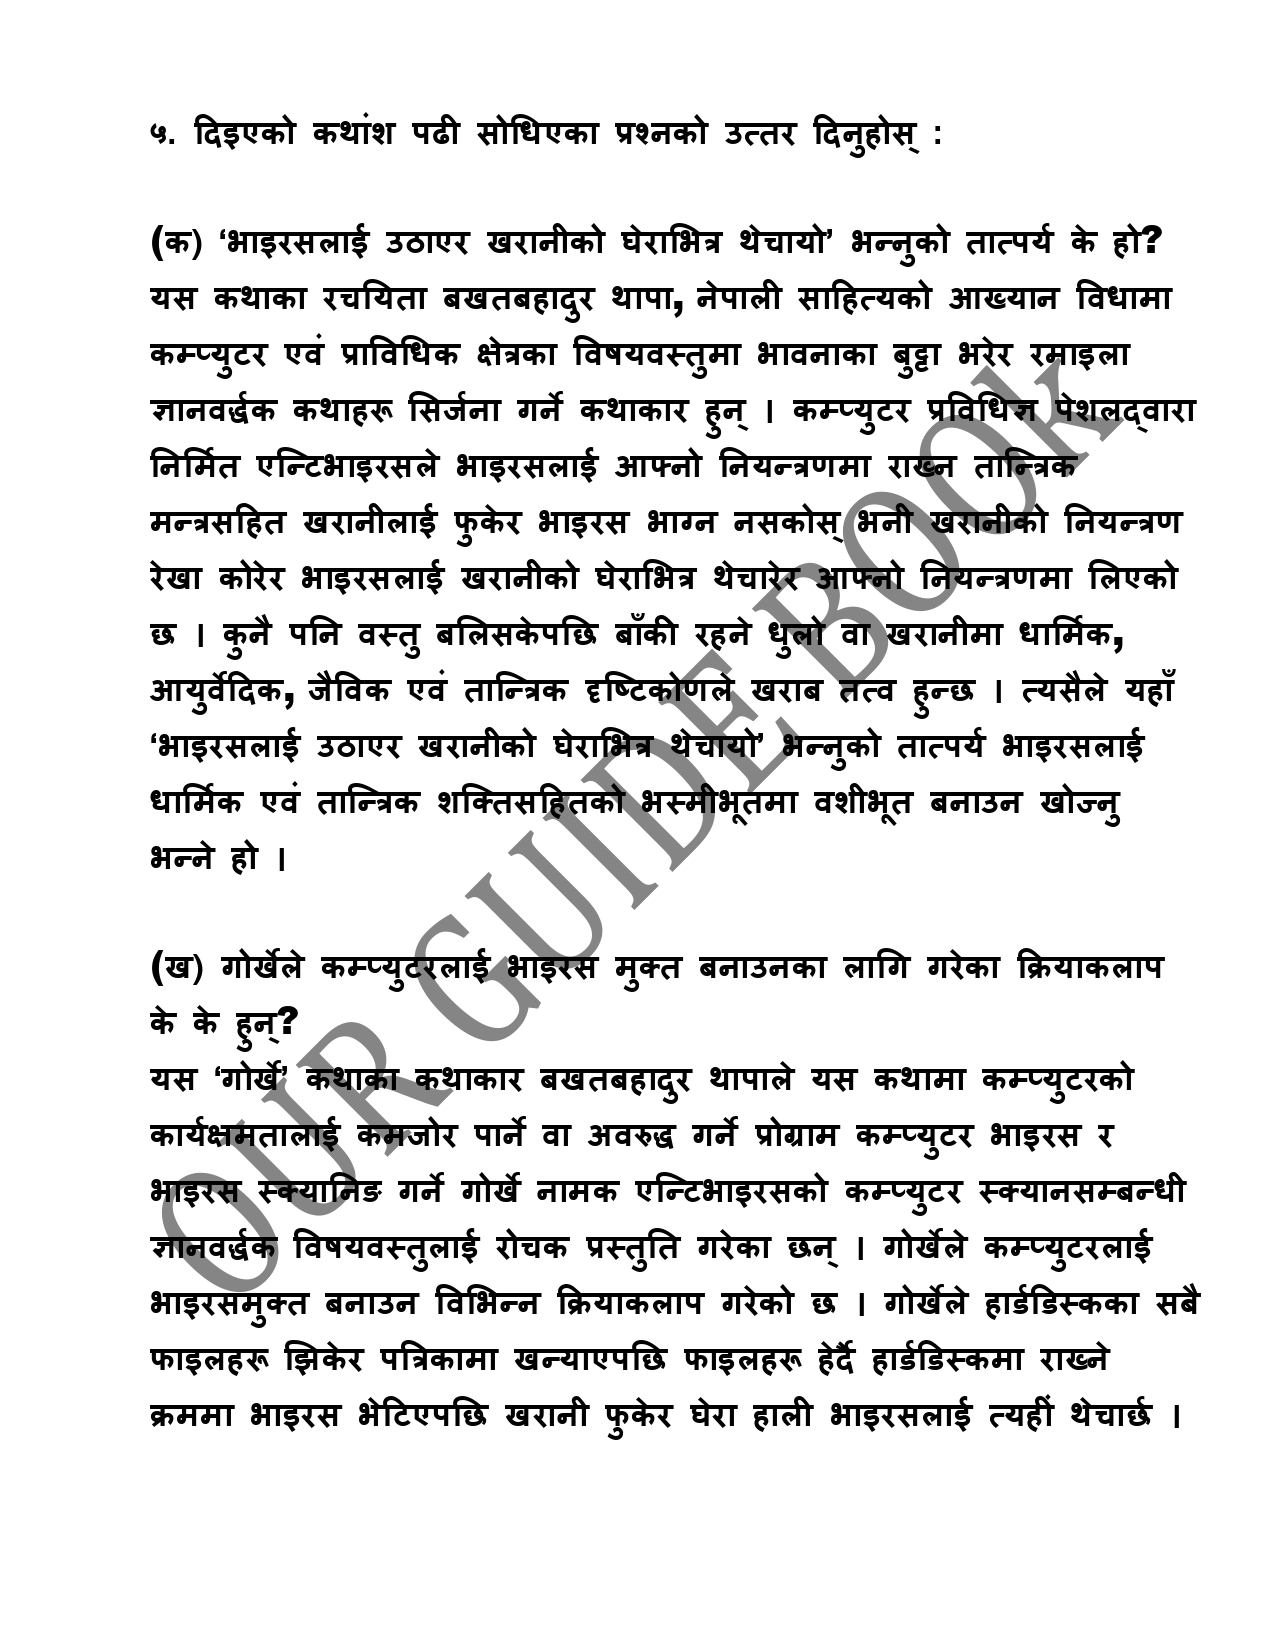 ५. दिइएको कथांश पढी सोधिएका प्रश्नको उत्तर दिनुहोस् :
(क) ‘भाइरसलाई उठाएर खरानीको घेराभित्र थेचायो’ भन्नुको तात्पर्य के हो?
यस कथाका रचयिता बखतबहादुर थापा, नेपाली साहित्यको आख्यान विधामा
कम्प्युटर एवं प्राविधिक क्षेत्रका विषयवस्तुमा भावनाका बुट्टा भरेर रमाइला
ज्ञानवर्द्धक कथाहरू सिर्जना गर्ने कथाकार हुन् । कम्प्युटर प्रविधिज्ञ पेशलद्वारा
निर्मित एन्टिभाइरसले भाइरसलाई आफ्नो नियन्त्रणमा राख्न तान्त्रिक
मन्त्रसहित खरानीलाई फुकेर भाइरस भाग्न नसकोस् भनी खरानीको नियन्त्रण
रेखा कोरेर भाइरसलाई खरानीको घेराभित्र थेचारेर आफ्नो नियन्त्रणमा लिएको
छ । कुनै पनि वस्तु बलिसकेपछि बाँकी रहने धुलो वा खरानीमा धार्मिक,
आयुर्वेदिक, जैविक एवं तान्त्रिक दृष्टिकोणले खराब तत्व हुन्छ । त्यसैले यहाँ
‘भाइरसलाई उठाएर खरानीको घेराभित्र थेचायो’ भन्नुको तात्पर्य भाइरसलाई
धार्मिक एवं तान्त्रिक शक्तिसहितको भस्मीभूतमा वशीभूत बनाउन खोज्नु
भन्ने हो ।
(ख) गोर्खेले कम्प्युटरलाई भाइरस मुक्त बनाउनका लागि गरेका क्रियाकलाप
के के हुन्?
यस ‘गोर्खे’ कथाका कथाकार बखतबहादुर थापाले यस कथामा कम्प्युटरको
कार्यक्षमतालाई कमजोर पार्ने वा अवरुद्ध गर्ने प्रोग्राम कम्प्युटर भाइरस र
भाइरस स्क्यानिङ गर्ने गोर्खे नामक एन्टिभाइरसको कम्प्युटर स्क्यानसम्बन्धी
ज्ञानवर्द्धक विषयवस्तुलाई रोचक प्रस्तुति गरेका छन् । गोर्खेले कम्प्युटरलाई
भाइरसमुक्त बनाउन विभिन्न क्रियाकलाप गरेको छ । गोर्खेले हार्डडिस्कका सबै
फाइलहरू झिकेर पत्रिकामा खन्याएपछि फाइलहरू हेर्दै हार्डडिस्कमा राख्ने
क्रममा भाइरस भेटिएपछि खरानी फुकेर घेरा हाली भाइरसलाई त्यहीं थेचार्छ ।
OUR GUIDE BOOK